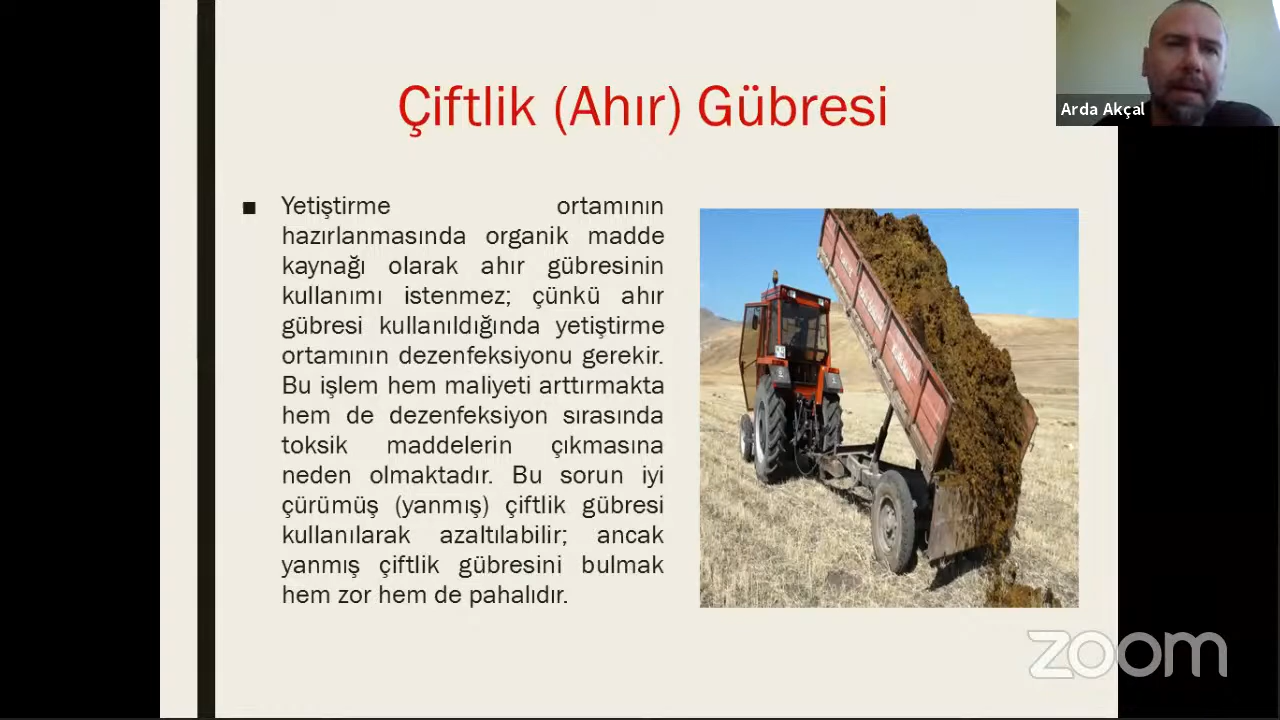 Çiftlik (Ahır) Gübresi
Arda Akçal
■ Yetiştirme ortamının
hazırlanmasında organik madde
kaynağı olarak ahır gübresinin
kullanımı istenmez; çünkü ahır
gübresi kullanıldığında yetiştirme
ortamının dezenfeksiyonu gerekir.
Bu işlem hem maliyeti arttırmakta
hem de dezenfeksiyon sırasında
toksik maddelerin çıkmasına
neden olmaktadır. Bu sorun iyi
çürümüş (yanmış) çiftlik gübresi
kullanılarak azaltılabilir; ancak
yanmış çiftlik gübresini bulmak
hem zor hem de pahalıdır.
zoom